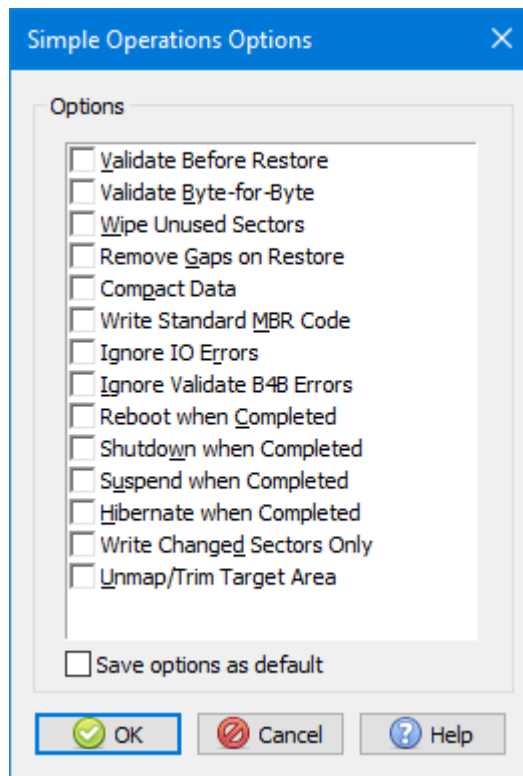 Simple Operations Options
Options
Validate Before Restore
Validate Byte-for-Byte
Wipe Unused Sectors
Remove Gaps on Restore
Compact Data
Write Standard MBR Code
Ignore IO Errors
Ignore Validate B4B Errors
Reboot when Completed
Shutdown when Completed
Suspend when Completed
Hibernate when Completed
Write Changed Sectors Only
Unmap/Trim Target Area
Save options as default
OK Cancel Help